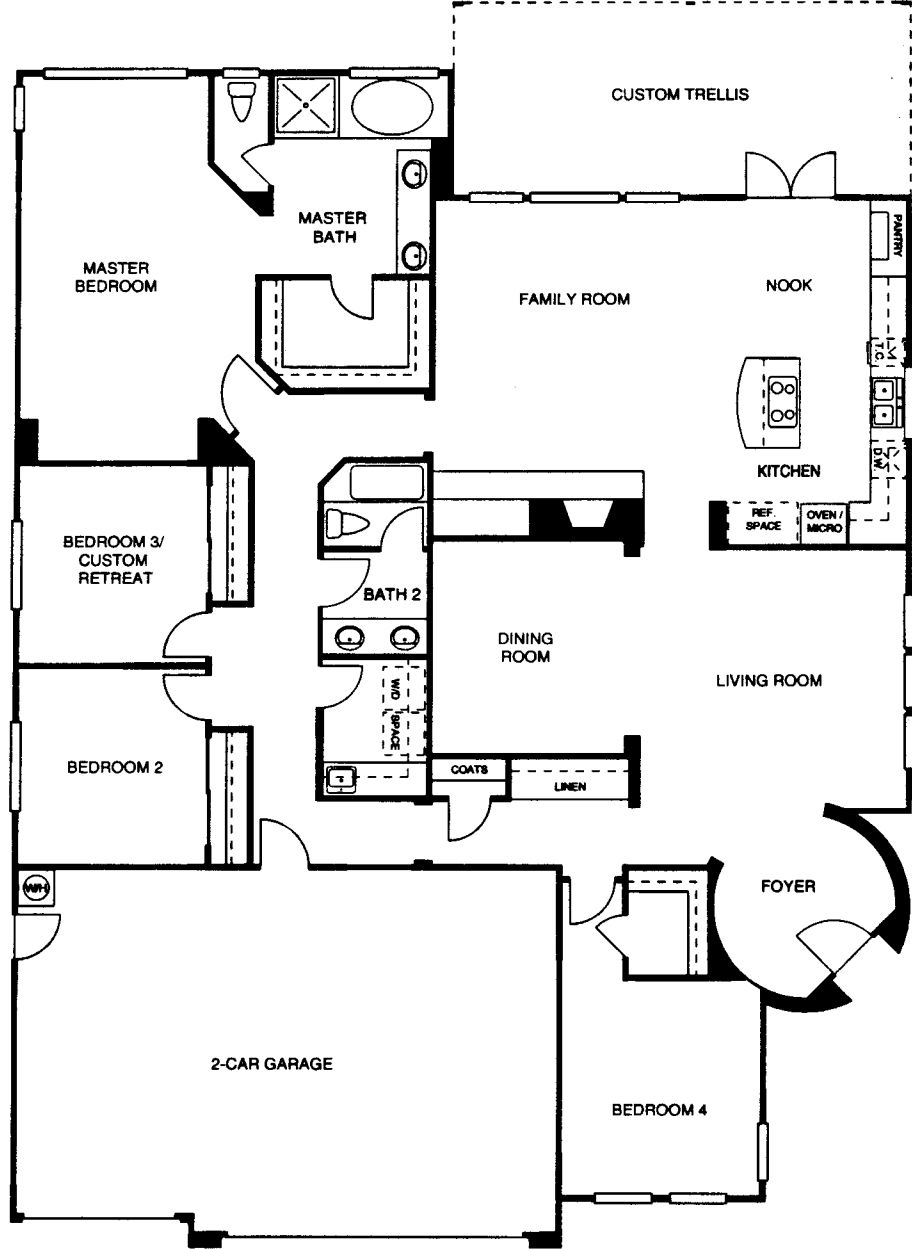 CUSTOM TRELLIS
MASTER
BATH
PANTRY
MASTER
BEDROOM
FAMILY ROOM
NOOK
T.C.
KITCHEN
D.W.
REF.
SPACE
OVEN /
MICRO
BEDROOM 3/
CUSTOM
RETREAT
BATH 2
DINING
ROOM
W/D
SPACE
LIVING ROOM
BEDROOM 2
COATS
LINEN
W/H
FOYER
2-CAR GARAGE
BEDROOM 4